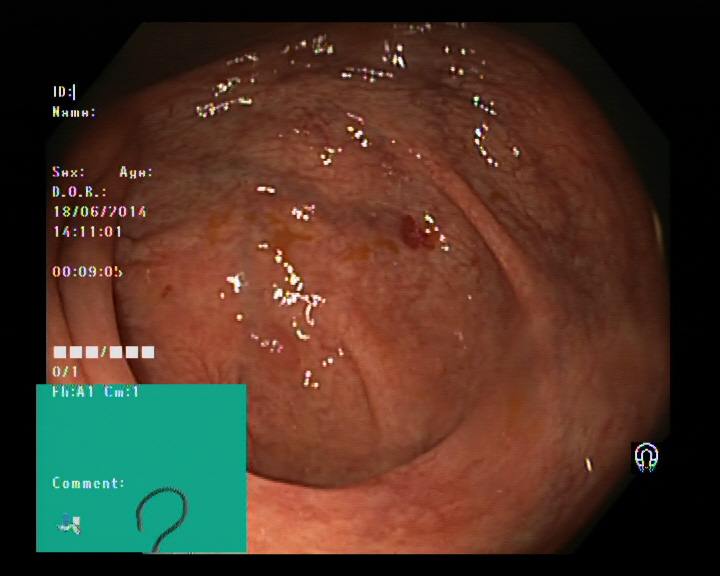 ID:
Name:
Sex: Age:
D.O.B.:
18/06/2014
14:11:01
00:09:05
■■■/■■■
0/1
Ph:A1 Cm:1
Comment: